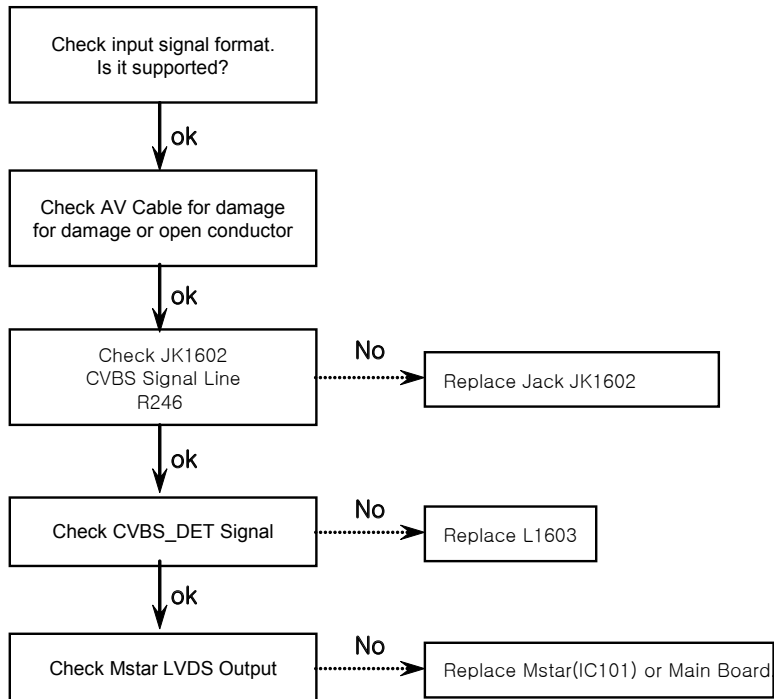 Check input signal format.
Is it supported?
ok
Check AV Cable for damage
for damage or open conductor
ok
Check JK1602
CVBS Signal Line
R246
No
Replace Jack JK1602
ok
Check CVBS_DET Signal
No
Replace L1603
ok
Check Mstar LVDS Output
No
Replace Mstar(IC101) or Main Board